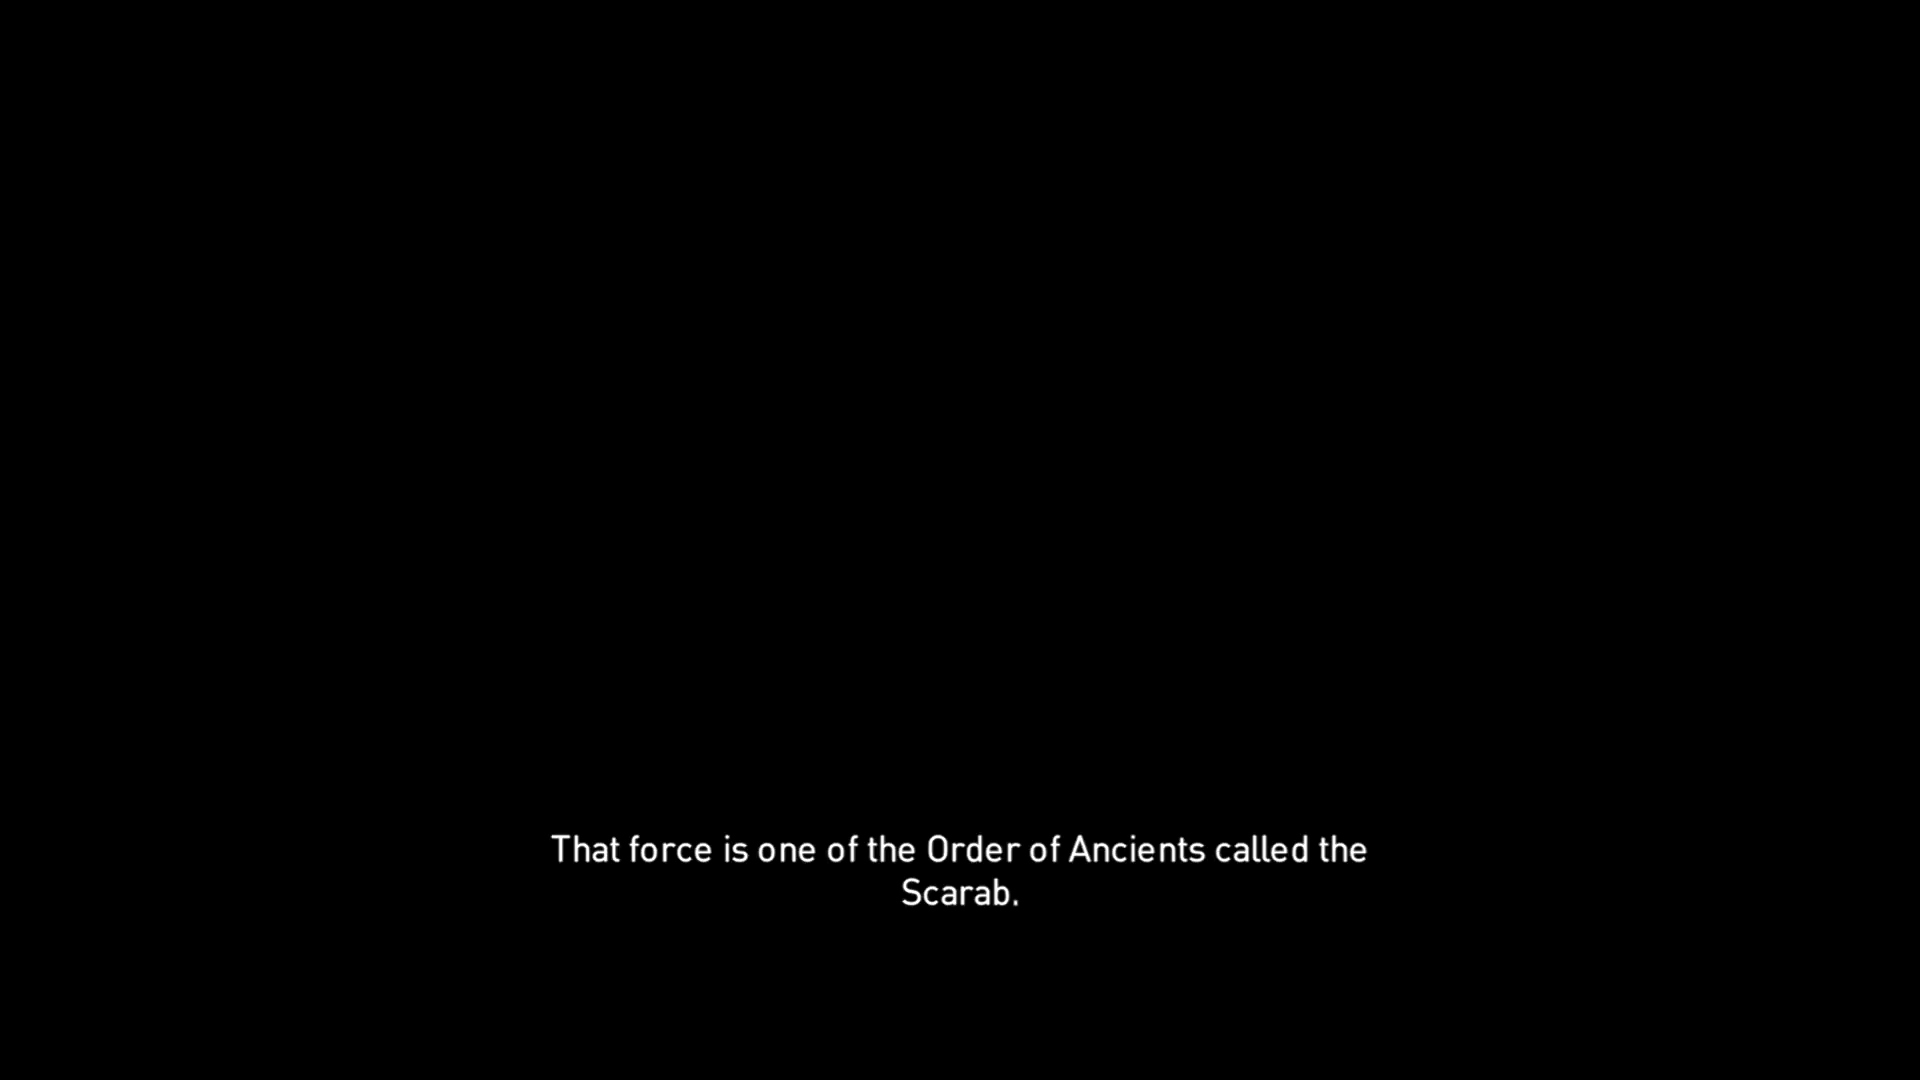 That force is one of the Order of Ancients called the
Scarab.